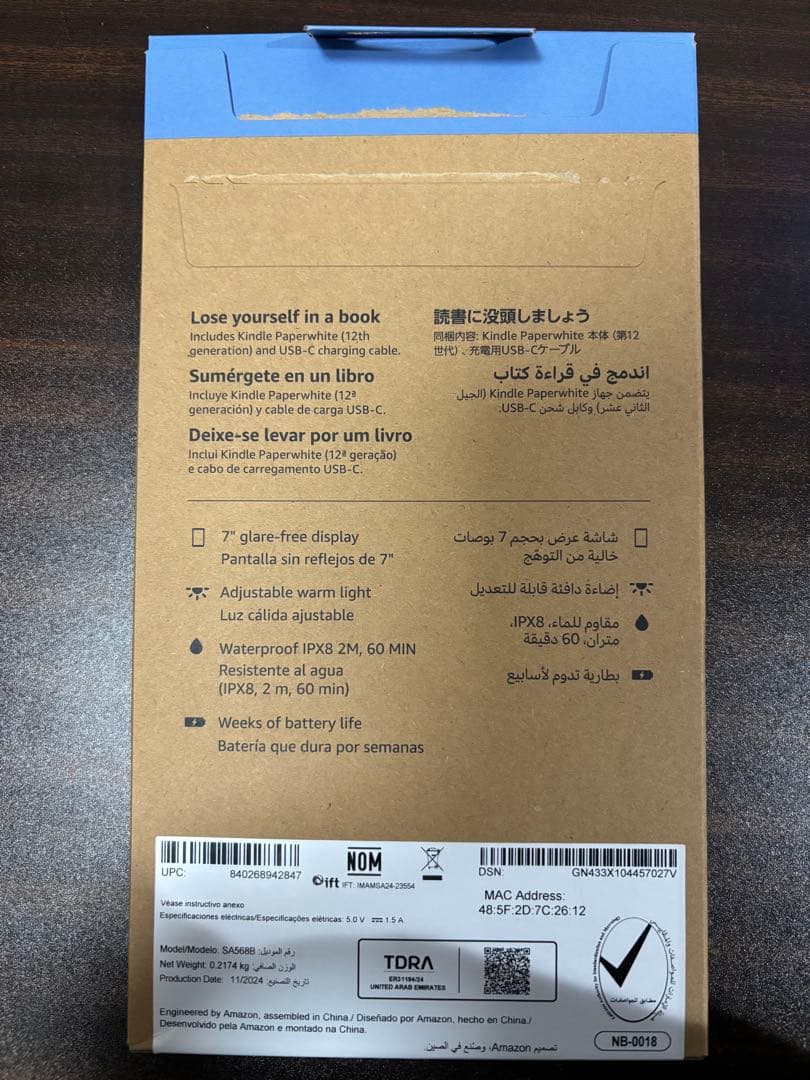 Lose yourself in a book
Includes Kindle Paperwhite (12th
generation) and USB-C charging cable.
Sumérgete en un libro
Incluye Kindle Paperwhite (12ª
generación) y cable de carga USB-C.
Deixe-se levar por um livro
Inclui Kindle Paperwhite (12ª geração)
e cabo de carregamento USB-C.
読書に没頭しましょう
同梱内容: Kindle Paperwhite 本体 (第12
世代) 、充電用USB-Cケーブル
اندمج في قراءة كتاب
يتضمن جهاز Kindle Paperwhite (الجيل
الثاني عشر) وكابل شحن USB-C.
7" glare-free display
Pantalla sin reflejos de 7"
Adjustable warm light
Luz cálida ajustable
Waterproof IPX8 2M, 60 MIN
Resistente al agua
(IPX8, 2 m, 60 min)
Weeks of battery life
Batería que dura por semanas
شاشة عرض بحجم 7 بوصات
خالية من التوهّج
إضاءة دافئة قابلة للتعديل
مقاوم للماء، IPX8،
متران، 60 دقيقة
بطارية تدوم لأسابيع
UPC: 840268942847
NOM
ift IFT: IMAMSA24-23554
DSN: GN433X104457027V
MAC Address:
48:5F:2D:7C:26:12
Véase instructivo anexo
Especificaciones eléctricas/Especificações elétricas: 5.0 V ⎓ 1.5 A
Model/Modelo: SA568B رقم الموديل:
Net Weight: 0.2174 kg الوزن الصافي:
Production Date: 11/2024 تاريخ التصنيع:
TDRA
ER31194/24
UNITED ARAB EMIRATES
مطابق للمواصفات
NB-0018
Engineered by Amazon, assembled in China./ Diseñado por Amazon, hecho en China./
Desenvolvido pela Amazon e montado na China.
تصميم Amazon، وصُنع في الصين.